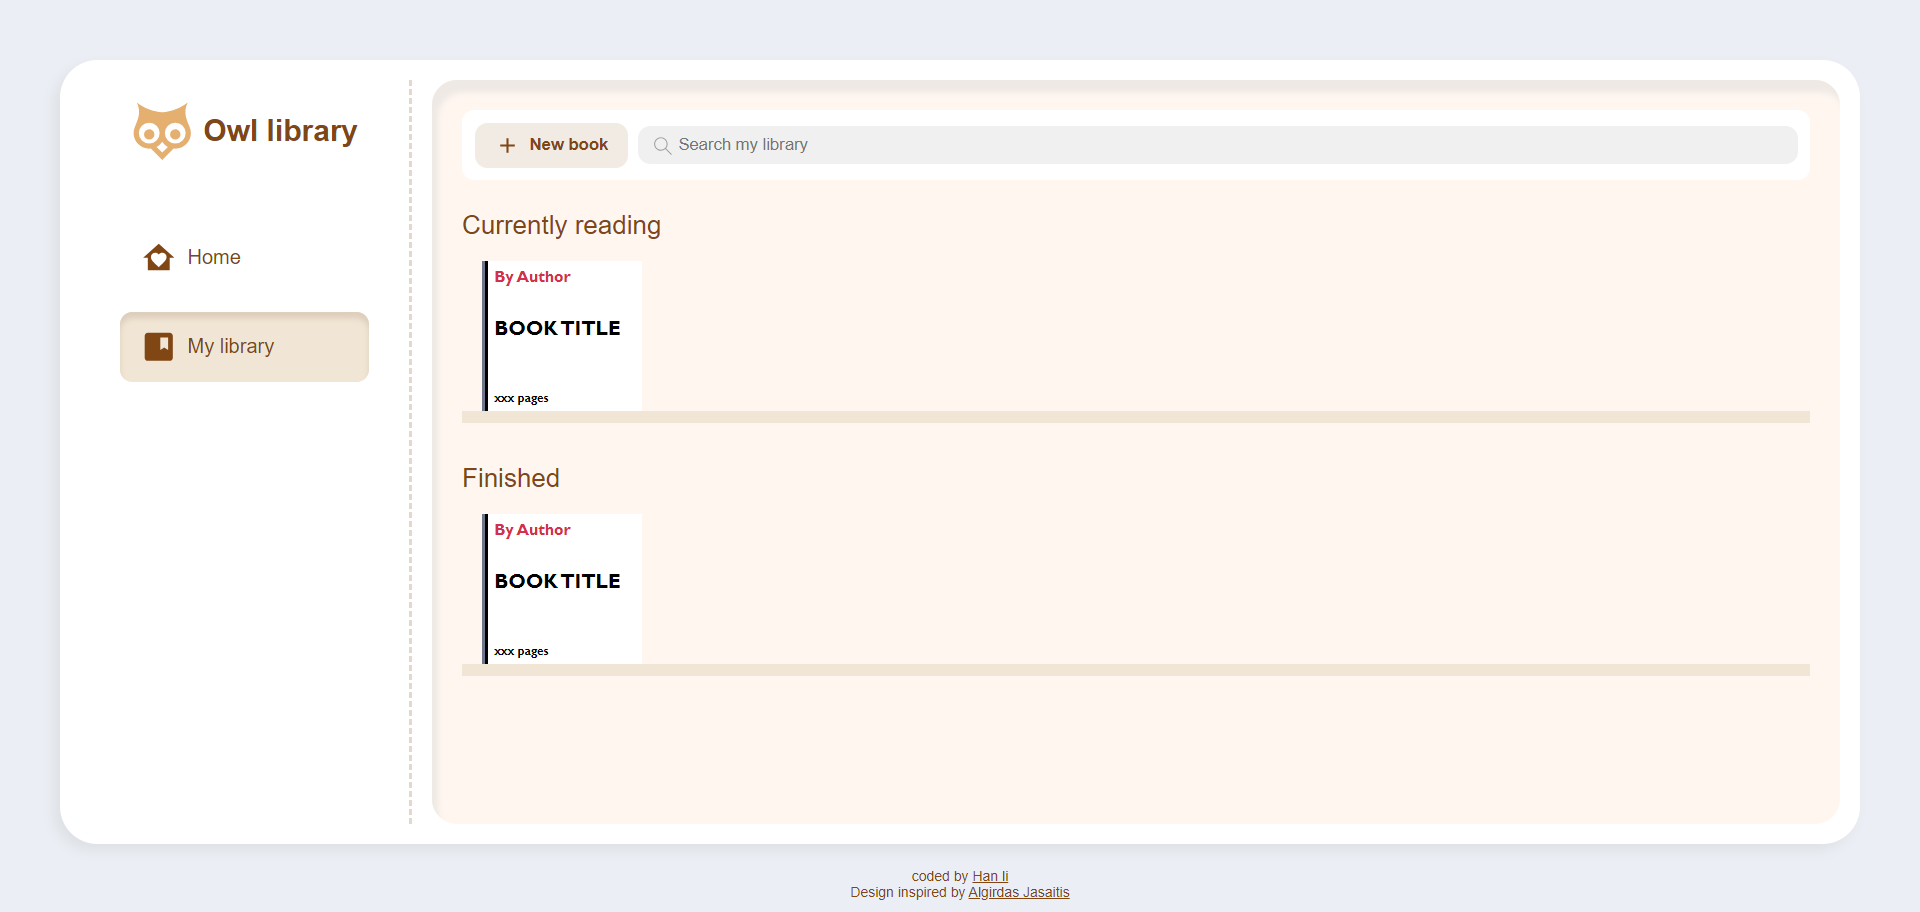 Owl library
Home
My library
+ New book
Search my library
Currently reading
By Author
BOOK TITLE
xxx pages
Finished
By Author
BOOK TITLE
xxx pages
coded by Han li
Design inspired by Algirdas Jasaitis